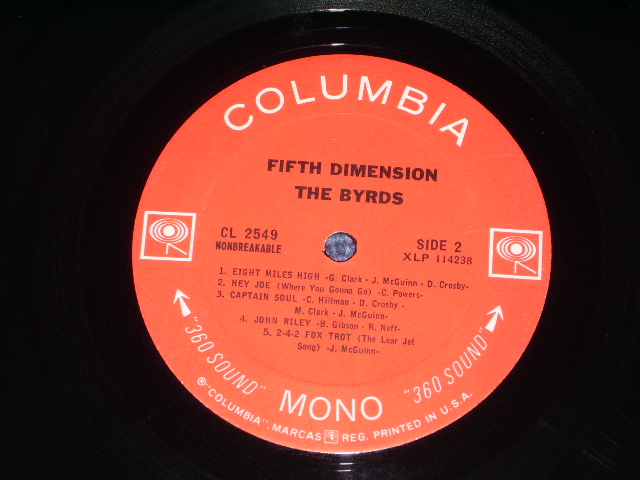 COLUMBIA
FIFTH DIMENSION
THE BYRDS
CL 2549
NONBREAKABLE
SIDE 2
XLP 114238
1. EIGHT MILES HIGH -G. Clark - J. McGuinn - D. Crosby-
2. HEY JOE (Where You Gonna Go) -C. Powers-
3. CAPTAIN SOUL -C. Hillman - D. Crosby -
M. Clark - J. McGuinn-
4. JOHN RILEY -B. Gibson - R. Neff-
5. 2-4-2 FOX TROT (The Lear Jet
Song) -J. McGuinn-
"360 SOUND" MONO "360 SOUND"
® "COLUMBIA". MARCAS REG. PRINTED IN U.S.A.